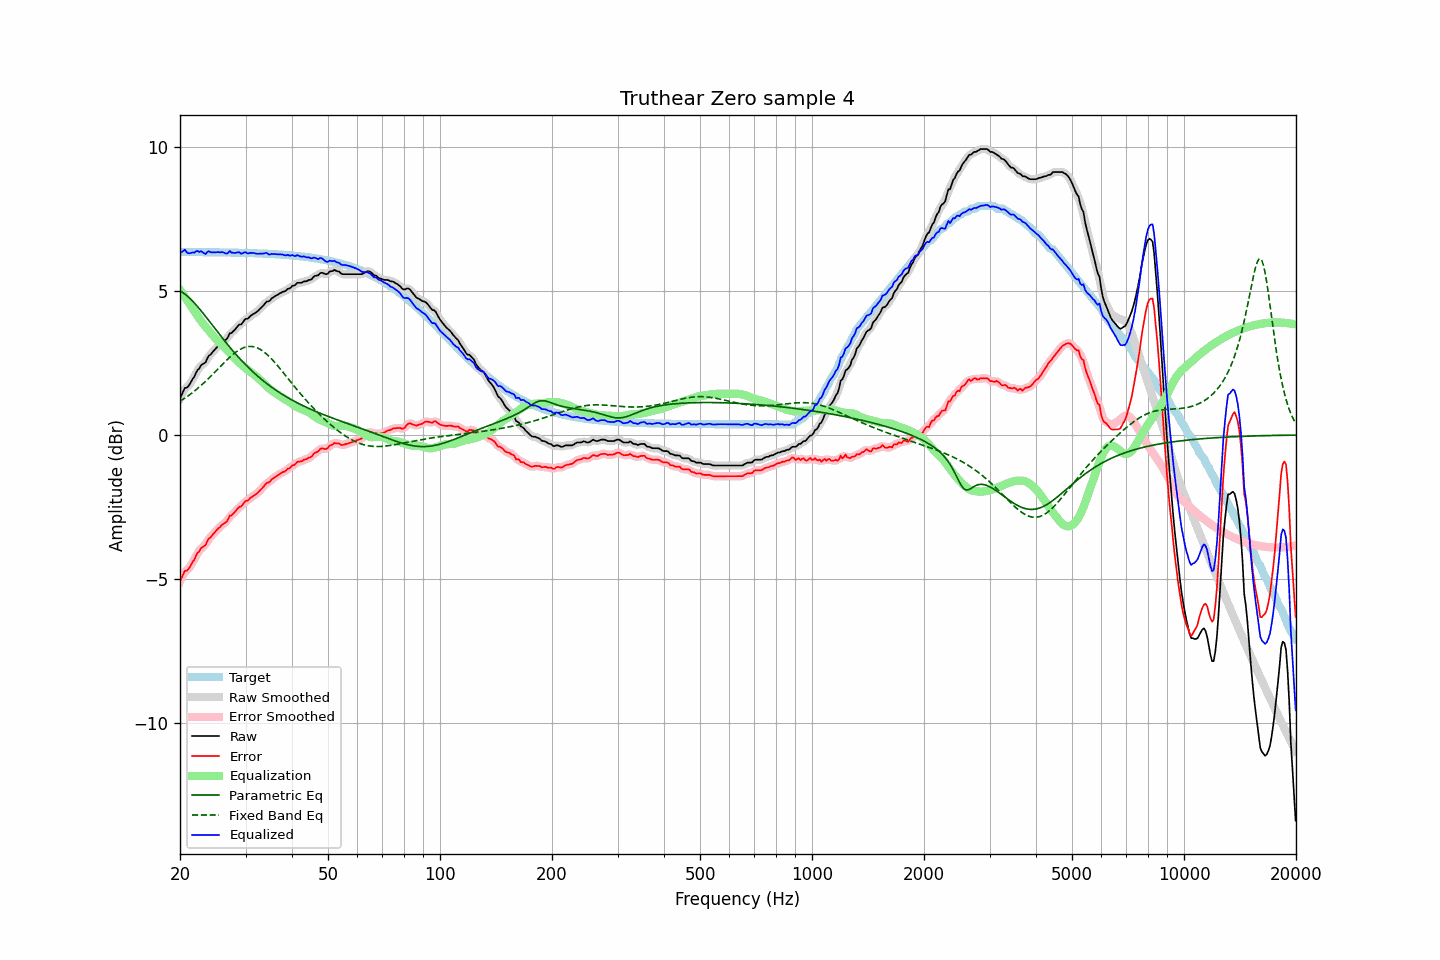 Truthear Zero sample 4
Amplitude (dBr)
10
5
0
−5
−10
Target
Raw Smoothed
Error Smoothed
Raw
Error
Equalization
Parametric Eq
Fixed Band Eq
Equalized
20 50 100 200 500 1000 2000 5000 10000 20000
Frequency (Hz)